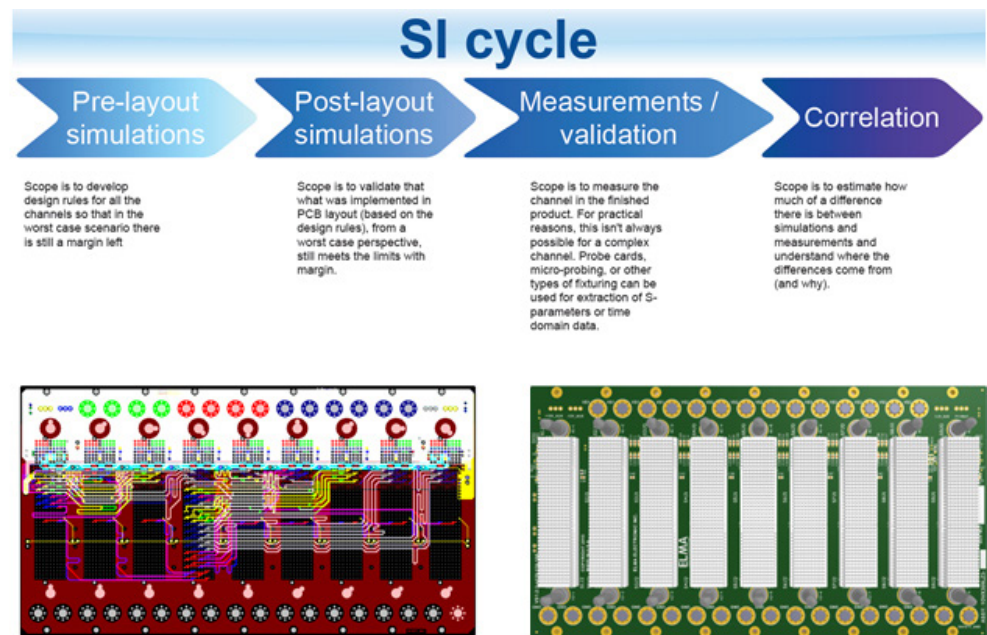 SI cycle
Pre-layout
simulations
Post-layout
simulations
Measurements /
validation
Correlation
Scope is to develop
design rules for all the
channels so that in the
worst case scenario there
is still a margin left
Scope is to validate that
what was implemented in
PCB layout (based on the
design rules), from a
worst case perspective,
still meets the limits with
margin.
Scope is to measure the
channel in the finished
product. For practical
reasons, this isn't always
possible for a complex
channel. Probe cards,
micro-probing, or other
types of fixturing can be
used for extraction of S-
parameters or time
domain data.
Scope is to estimate how
much of a difference
there is between
simulations and
measurements and
understand where the
differences come from
(and why).
ELMA